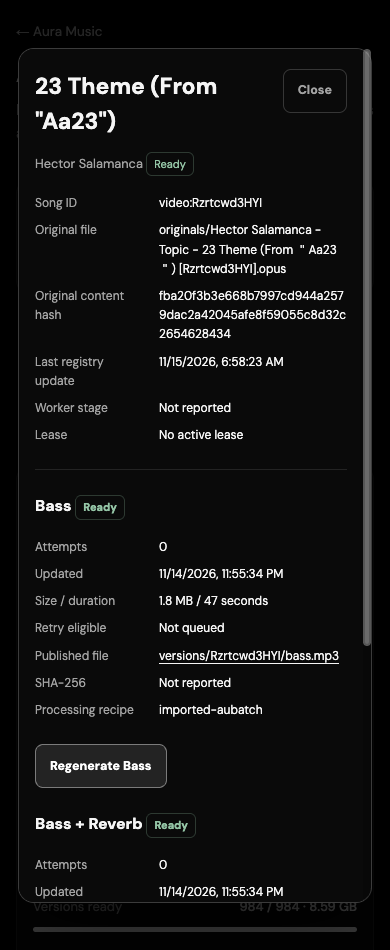 ← Aura Music
23 Theme (From
"Aa23")
Close
Hector Salamanca Ready
Song ID video:Rzrtcwd3HYI
Original file originals/Hector Salamanca -
Topic - 23 Theme (From ＂Aa23
＂) [Rzrtcwd3HYI].opus
Original content fba20f3b3e668b7997cd944a257
hash 9dac2a42045afe8f59055c8d32c
2654628434
Last registry 11/15/2026, 6:58:23 AM
update
Worker stage Not reported
Lease No active lease
Bass Ready
Attempts 0
Updated 11/14/2026, 11:55:34 PM
Size / duration 1.8 MB / 47 seconds
Retry eligible Not queued
Published file versions/Rzrtcwd3HYI/bass.mp3
SHA-256 Not reported
Processing recipe imported-aubatch
Regenerate Bass
Bass + Reverb Ready
Attempts 0
Updated 11/14/2026, 11:55:34 PM
Versions ready 984 / 984 · 8.59 GB